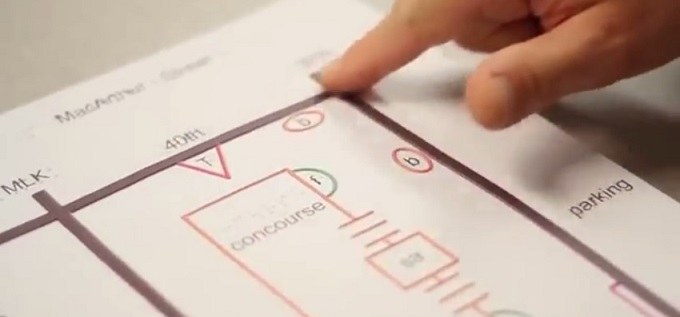 MacArthur
40th
MLK
b
T
b
f
concourse
parking